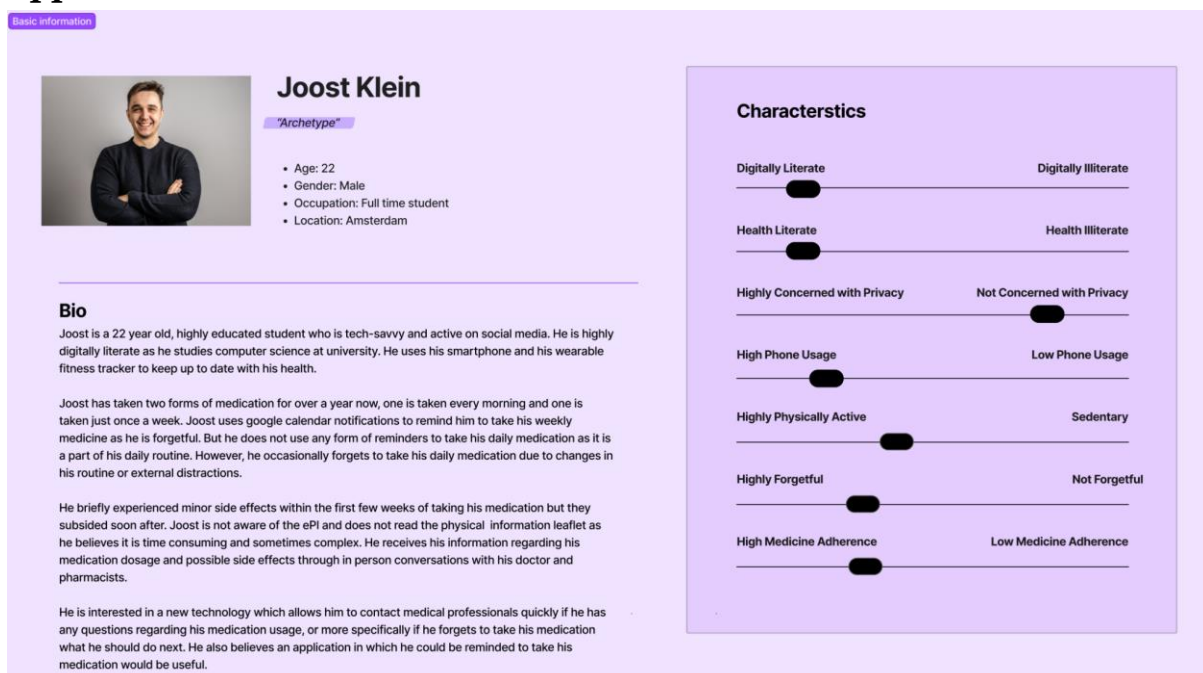 Basic information
Joost Klein
"Archetype"
• Age: 22
• Gender: Male
• Occupation: Full time student
• Location: Amsterdam
Bio
Joost is a 22 year old, highly educated student who is tech-savvy and active on social media. He is highly
digitally literate as he studies computer science at university. He uses his smartphone and his wearable
fitness tracker to keep up to date with his health.
Joost has taken two forms of medication for over a year now, one is taken every morning and one is
taken just once a week. Joost uses google calendar notifications to remind him to take his weekly
medicine as he is forgetful. But he does not use any form of reminders to take his daily medication as it is
a part of his daily routine. However, he occasionally forgets to take his daily medication due to changes in
his routine or external distractions.
He briefly experienced minor side effects within the first few weeks of taking his medication but they
subsided soon after. Joost is not aware of the ePI and does not read the physical information leaflet as
he believes it is time consuming and sometimes complex. He receives his information regarding his
medication dosage and possible side effects through in person conversations with his doctor and
pharmacists.
He is interested in a new technology which allows him to contact medical professionals quickly if he has
any questions regarding his medication usage, or more specifically if he forgets to take his medication
what he should do next. He also believes an application in which he could be reminded to take his
medication would be useful.
Characterstics
Digitally Literate Digitally Illiterate
Health Literate Health Illiterate
Highly Concerned with Privacy Not Concerned with Privacy
High Phone Usage Low Phone Usage
Highly Physically Active Sedentary
Highly Forgetful Not Forgetful
High Medicine Adherence Low Medicine Adherence